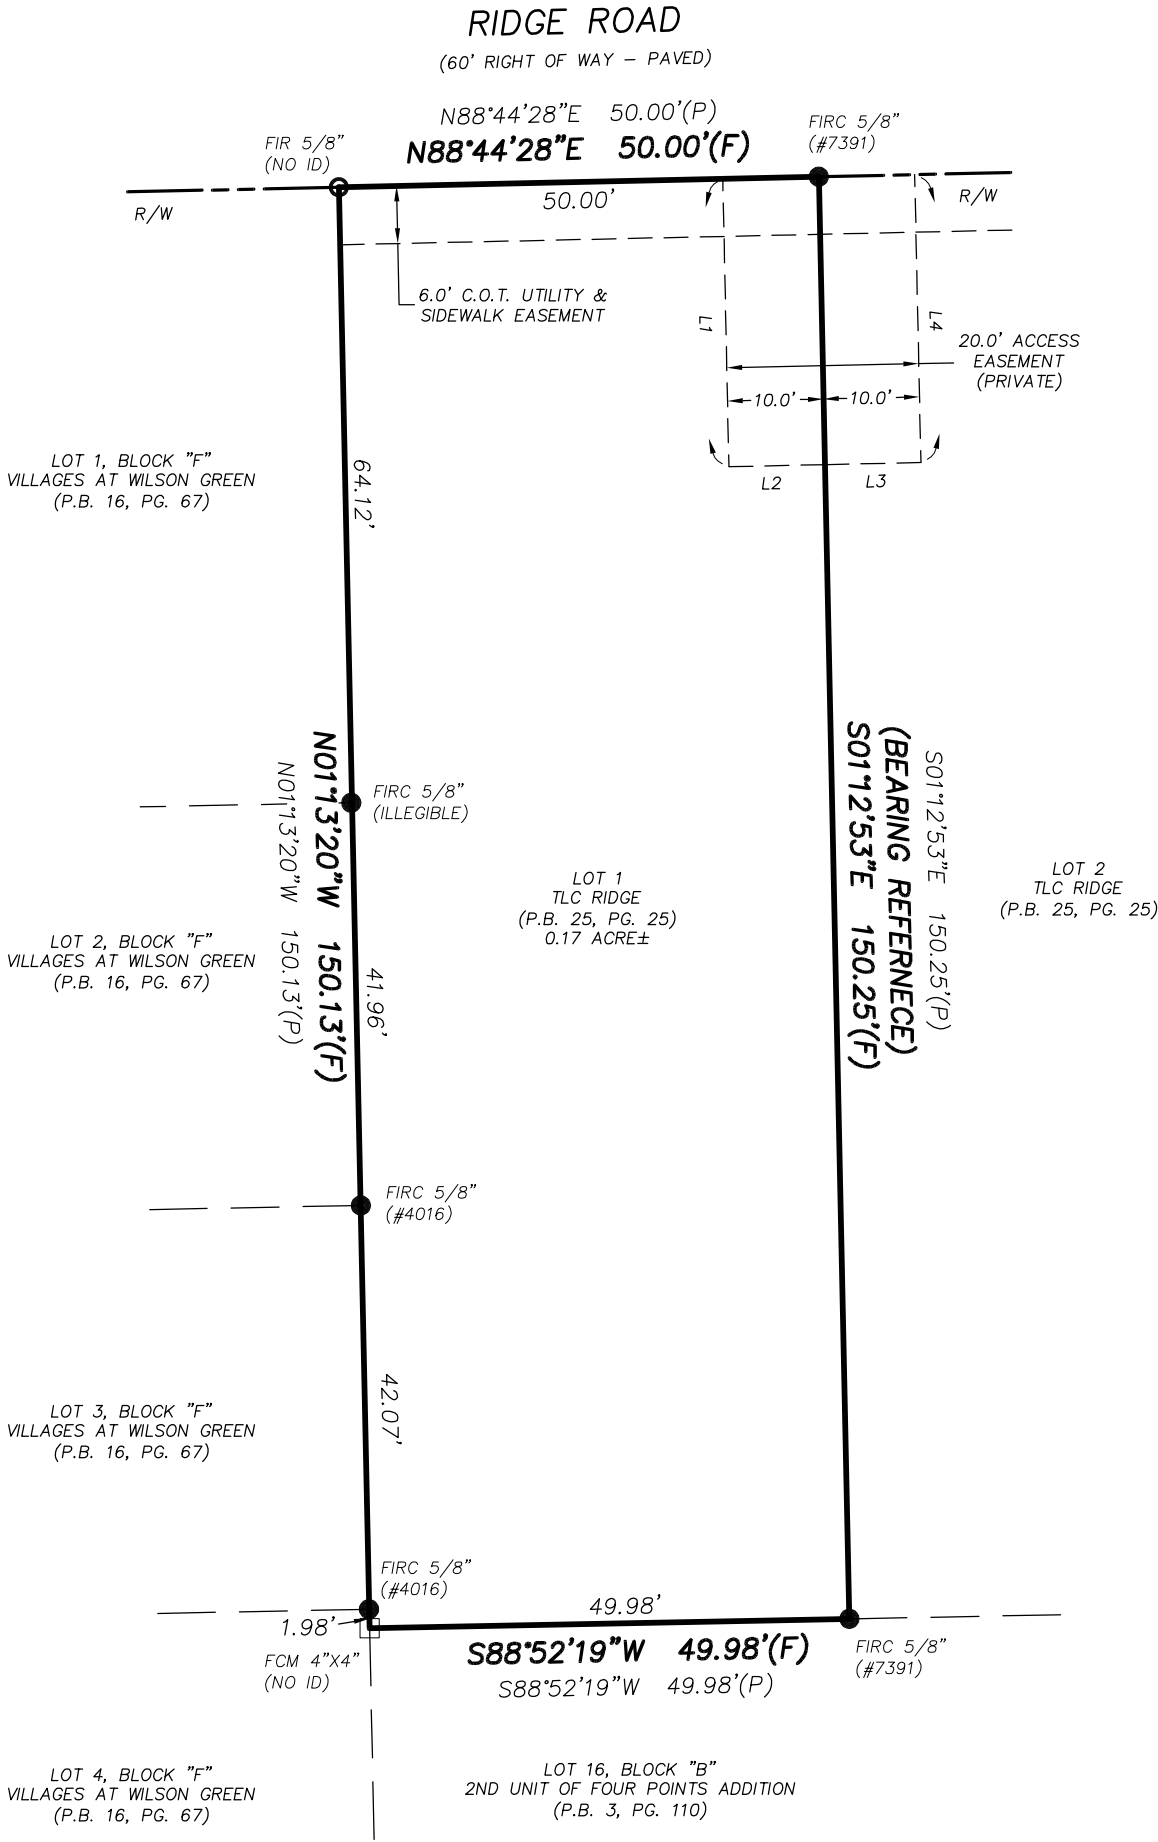 RIDGE ROAD
(60' RIGHT OF WAY – PAVED)
N88°44'28"E 50.00'(P)
N88°44'28"E 50.00'(F)
FIR 5/8"
(NO ID)
FIRC 5/8"
(#7391)
R/W
50.00'
R/W
6.0' C.O.T. UTILITY &
SIDEWALK EASEMENT
L1
L4
20.0' ACCESS
EASEMENT
(PRIVATE)
10.0'
10.0'
L2
L3
LOT 1, BLOCK "F"
VILLAGES AT WILSON GREEN
(P.B. 16, PG. 67)
64.12'
FIRC 5/8"
(ILLEGIBLE)
N01°13'20"W 150.13'(F)
N01°13'20"W 150.13'(P)
S01°12'53"E 150.25'(P)
(BEARING REFERNECE)
S01°12'53"E 150.25'(F)
LOT 1
TLC RIDGE
(P.B. 25, PG. 25)
0.17 ACRE±
LOT 2
TLC RIDGE
(P.B. 25, PG. 25)
LOT 2, BLOCK "F"
VILLAGES AT WILSON GREEN
(P.B. 16, PG. 67)
41.96'
FIRC 5/8"
(#4016)
LOT 3, BLOCK "F"
VILLAGES AT WILSON GREEN
(P.B. 16, PG. 67)
42.07'
FIRC 5/8"
(#4016)
1.98'
FCM 4"X4"
(NO ID)
49.98'
S88°52'19"W 49.98'(F)
S88°52'19"W 49.98'(P)
FIRC 5/8"
(#7391)
LOT 4, BLOCK "F"
VILLAGES AT WILSON GREEN
(P.B. 16, PG. 67)
LOT 16, BLOCK "B"
2ND UNIT OF FOUR POINTS ADDITION
(P.B. 3, PG. 110)